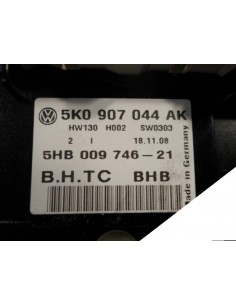 5K0 907 044 AK
HW130 H002 SW0303
2 I 18.11.08
5HB 009 746-21
B.H.TC BHB
Made in Germany